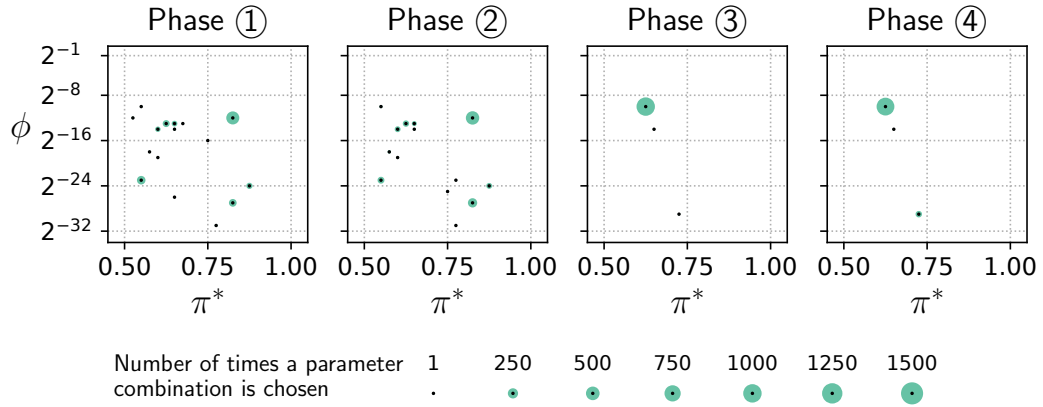 Phase ① Phase ② Phase ③ Phase ④
2⁻¹
2⁻⁸
ϕ
2⁻¹⁶
2⁻²⁴
2⁻³²
0.50 0.75 1.00 0.50 0.75 1.00 0.50 0.75 1.00 0.50 0.75 1.00
π* π* π* π*
Number of times a parameter 1 250 500 750 1000 1250 1500
combination is chosen